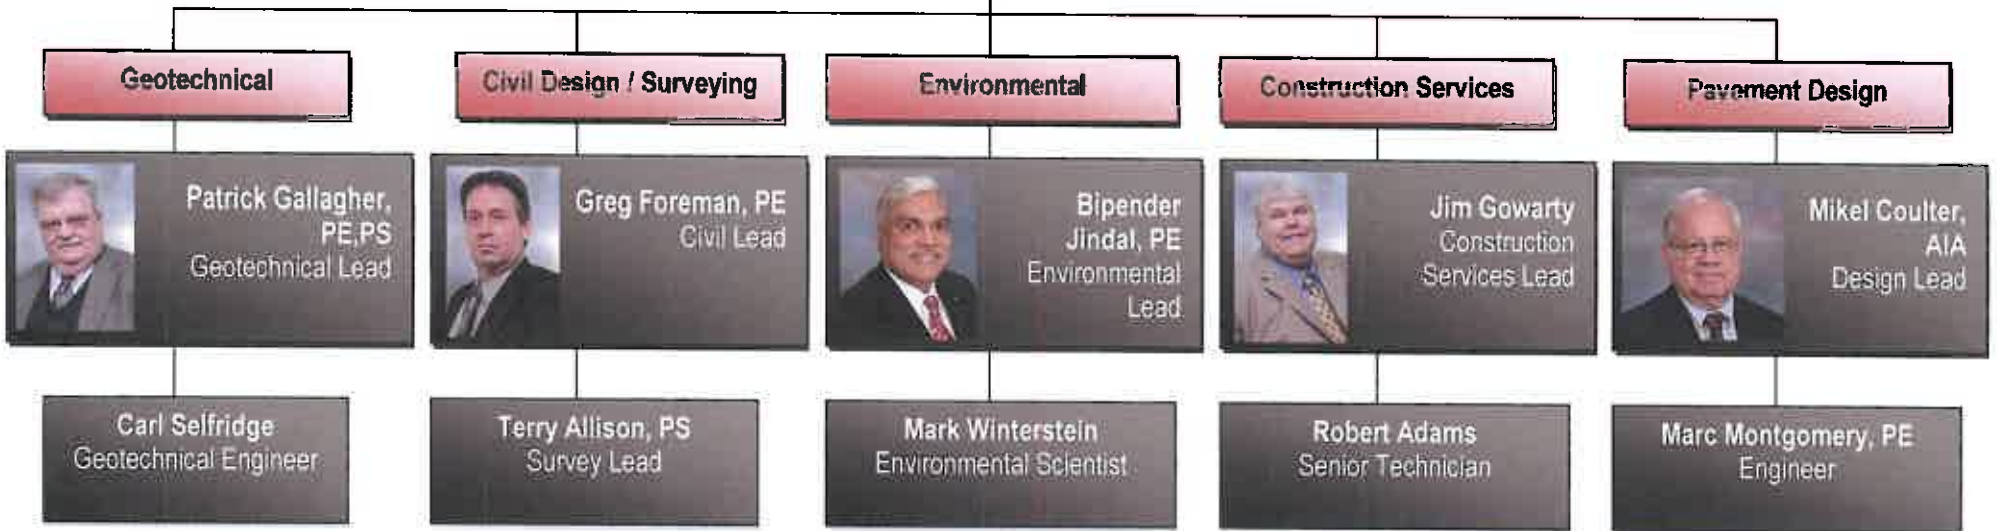 Geotechnical
Civil Design / Surveying
Environmental
Construction Services
Pavement Design
Patrick Gallagher,
PE,PS
Geotechnical Lead
Greg Foreman, PE
Civil Lead
Bipender
Jindal, PE
Environmental
Lead
Jim Gowarty
Construction
Services Lead
Mikel Coulter,
AIA
Design Lead
Carl Selfridge
Geotechnical Engineer
Terry Allison, PS
Survey Lead
Mark Winterstein
Environmental Scientist
Robert Adams
Senior Technician
Marc Montgomery, PE
Engineer